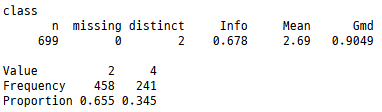 class
n missing distinct Info Mean Gmd
699 0 2 0.678 2.69 0.9049
Value 2 4
Frequency 458 241
Proportion 0.655 0.345